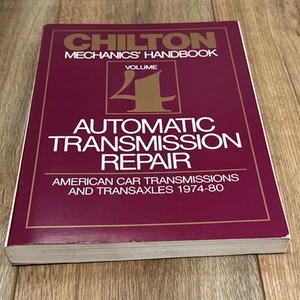 CHILTON
MECHANICS' HANDBOOK
VOLUME
4
AUTOMATIC
TRANSMISSION
REPAIR
AMERICAN CAR TRANSMISSIONS
AND TRANSAXLES 1974-80